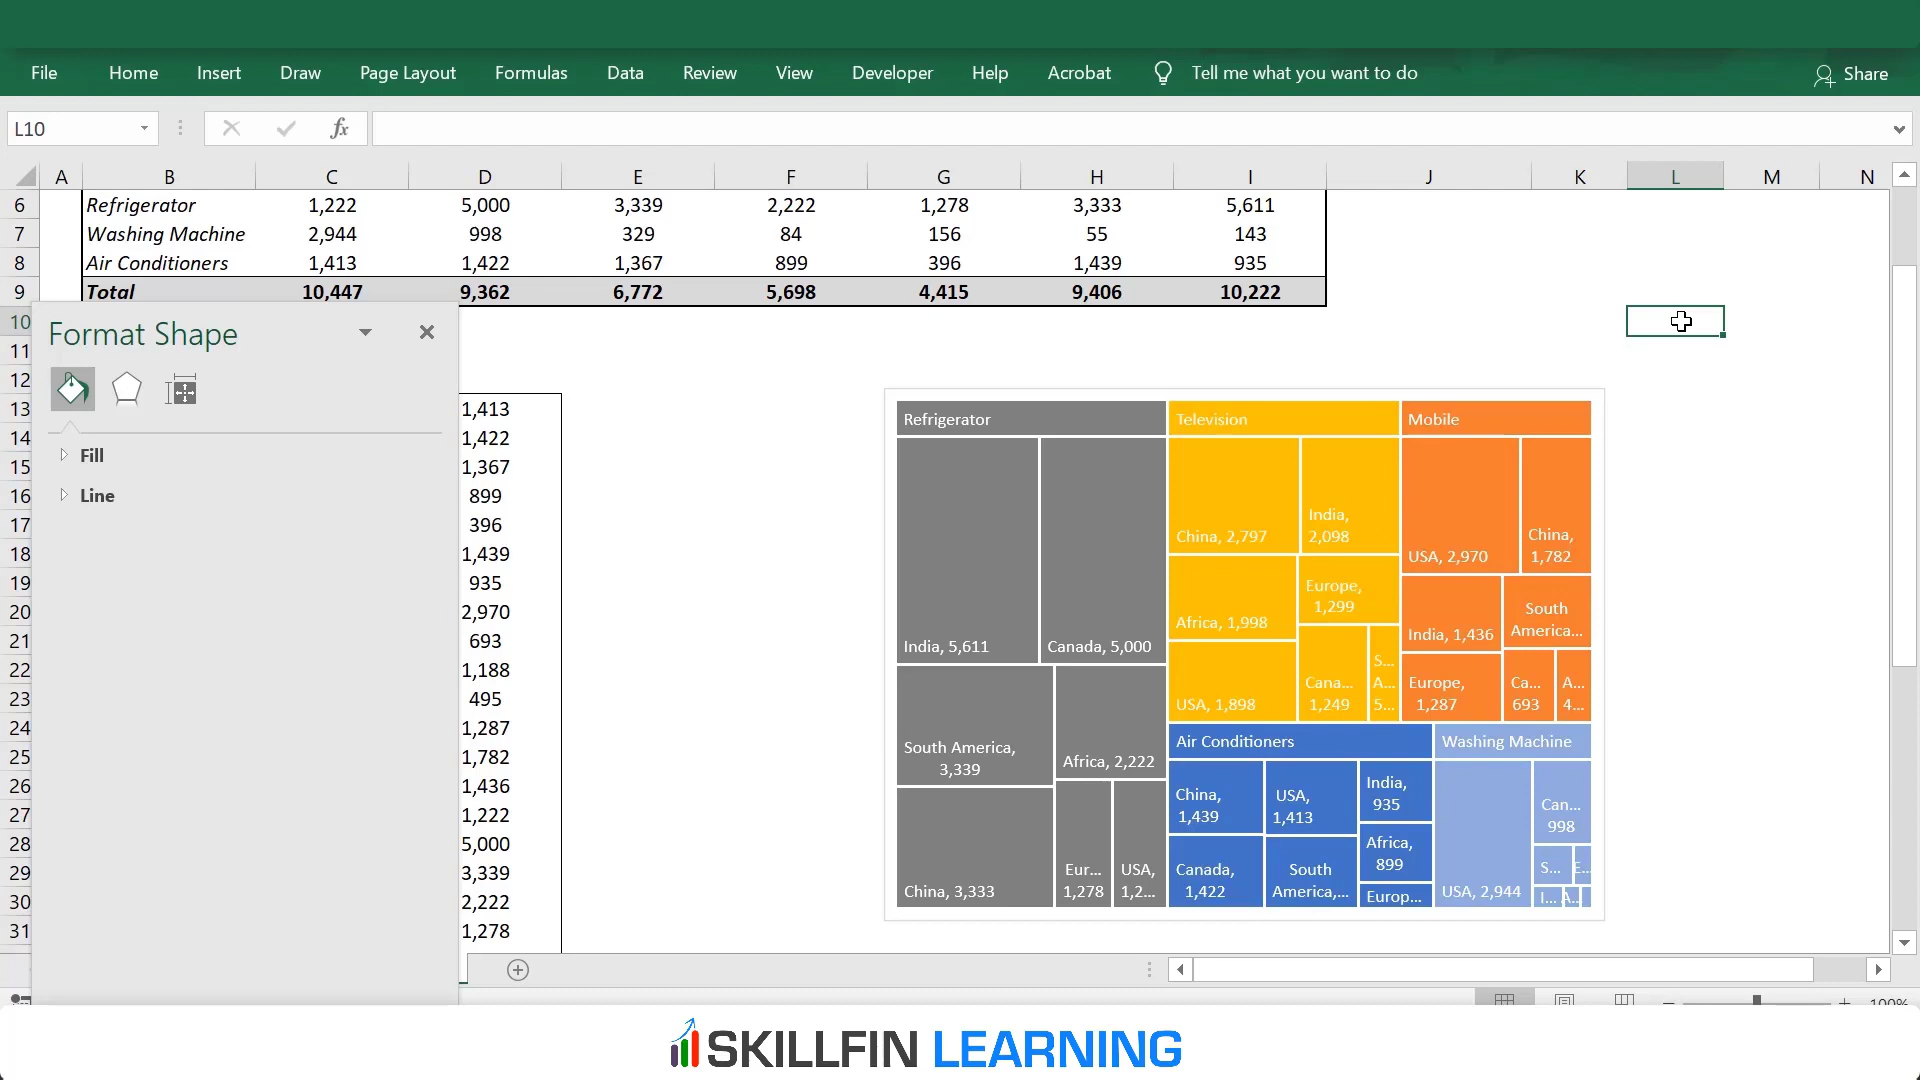 File Home Insert Draw Page Layout Formulas Data Review View Developer Help Acrobat Tell me what you want to do Share
L10 fx
A B C D E F G H I J K L M N
6 Refrigerator 1,222 5,000 3,339 2,222 1,278 3,333 5,611
7 Washing Machine 2,944 998 329 84 156 55 143
8 Air Conditioners 1,413 1,422 1,367 899 396 1,439 935
9 Total 10,447 9,362 6,772 5,698 4,415 9,406 10,222
10
11
12
13 1,413
14 1,422
15 1,367
16 899
17 396
18 1,439
19 935
20 2,970
21 693
22 1,188
23 495
24 1,287
25 1,782
26 1,436
27 1,222
28 5,000
29 3,339
30 2,222
31 1,278
Format Shape
Fill
Line
Refrigerator
India, 5,611
Canada, 5,000
South America,
3,339
Africa, 2,222
China, 3,333
Eur...
1,278
USA,
1,2...
Television
China, 2,797
India,
2,098
Africa, 1,998
Europe,
1,299
USA, 1,898
Cana...
1,249
S...
A...
5...
Mobile
USA, 2,970
China,
1,782
India, 1,436
South
America...
Europe,
1,287
Ca...
693
A...
4...
Air Conditioners
China,
1,439
USA,
1,413
India,
935
Canada,
1,422
South
America,...
Africa,
899
Europ...
Washing Machine
USA, 2,944
Can...
998
S...
E...
I...
A...
100%
SKILLFIN LEARNING